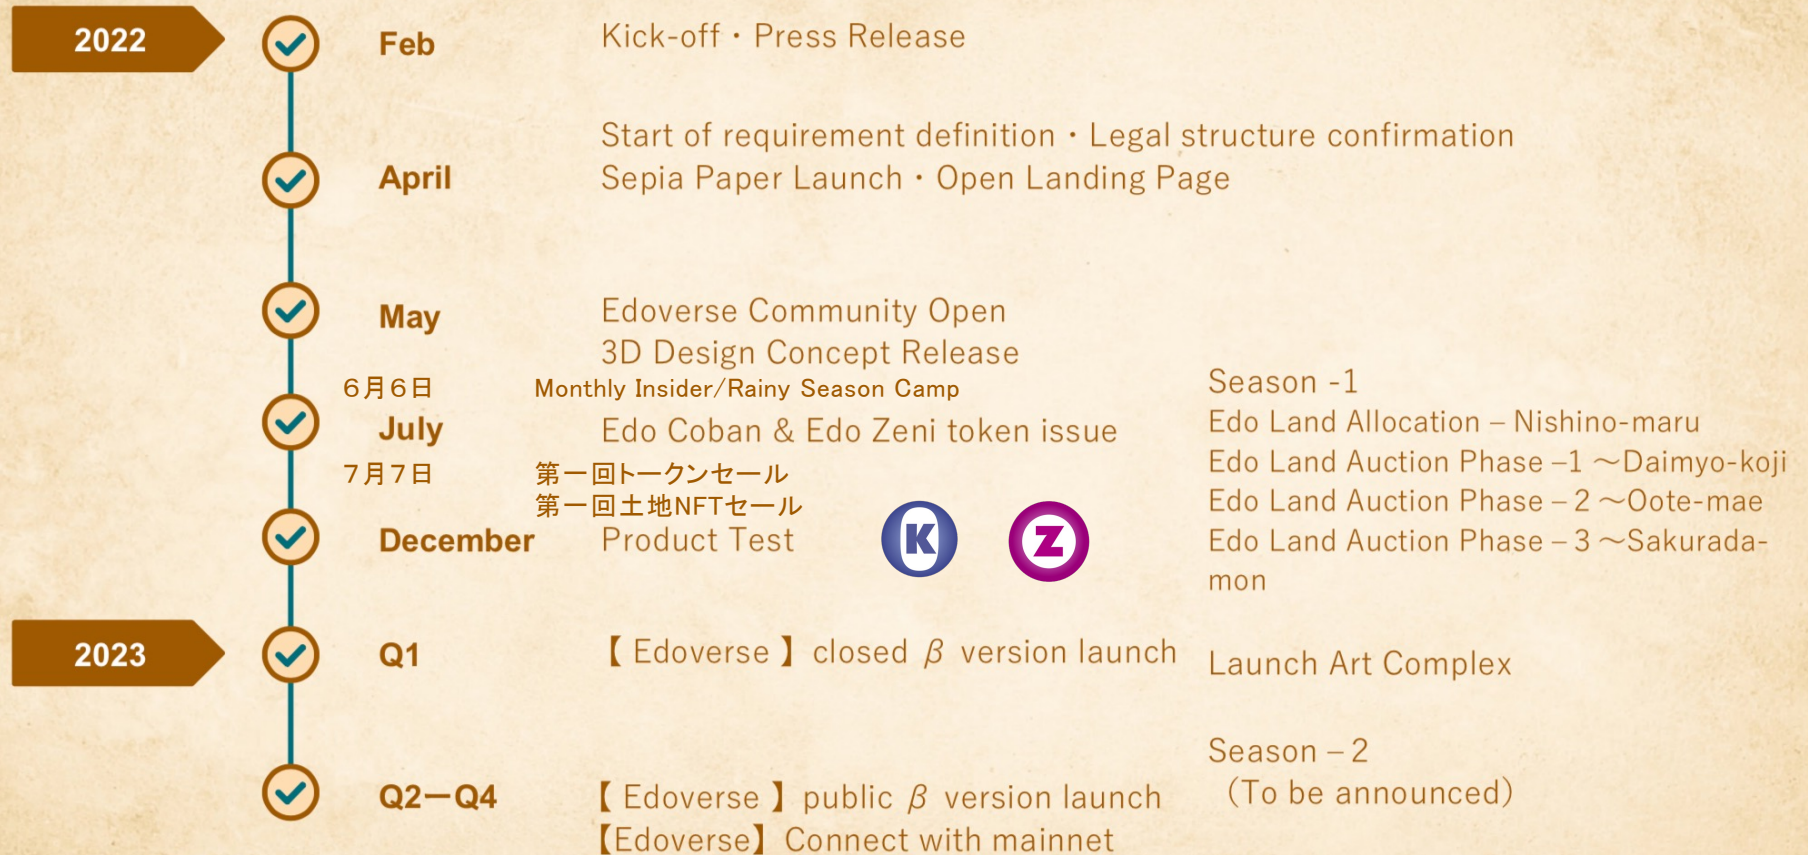 2022
Feb
Kick-off・Press Release
April
Start of requirement definition・Legal structure confirmation
Sepia Paper Launch・Open Landing Page
May
Edoverse Community Open
3D Design Concept Release
6月6日
Monthly Insider/Rainy Season Camp
July
Edo Coban & Edo Zeni token issue
7月7日
第一回トークンセール
第一回土地NFTセール
December
Product Test
K
Z
Season -1
Edo Land Allocation – Nishino-maru
Edo Land Auction Phase –1 ～Daimyo-koji
Edo Land Auction Phase – 2 ～Oote-mae
Edo Land Auction Phase – 3 ～Sakurada-
mon
2023
Q1
【 Edoverse 】 closed β version launch
Launch Art Complex
Q2ーQ4
【 Edoverse 】 public β version launch
【Edoverse】 Connect with mainnet
Season – 2
（To be announced）